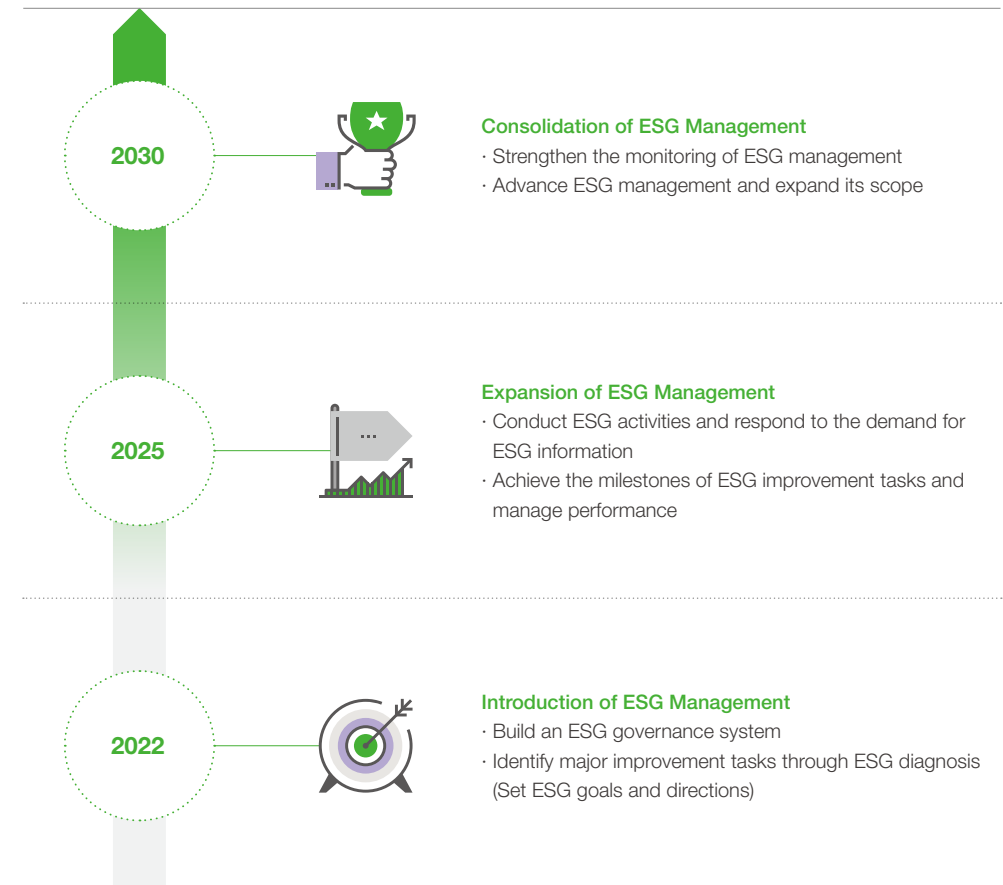 2030
Consolidation of ESG Management
· Strengthen the monitoring of ESG management
· Advance ESG management and expand its scope
2025
Expansion of ESG Management
· Conduct ESG activities and respond to the demand for
ESG information
· Achieve the milestones of ESG improvement tasks and
manage performance
2022
Introduction of ESG Management
· Build an ESG governance system
· Identify major improvement tasks through ESG diagnosis
(Set ESG goals and directions)